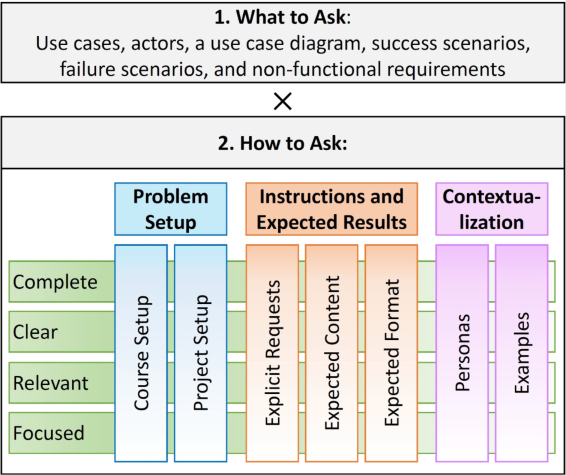 1. What to Ask:
Use cases, actors, a use case diagram, success scenarios,
failure scenarios, and non-functional requirements
×
2. How to Ask:
Problem
Setup
Instructions and
Expected Results
Contextua-
lization
Complete
Clear
Relevant
Focused
Course Setup
Project Setup
Explicit Requests
Expected Content
Expected Format
Personas
Examples